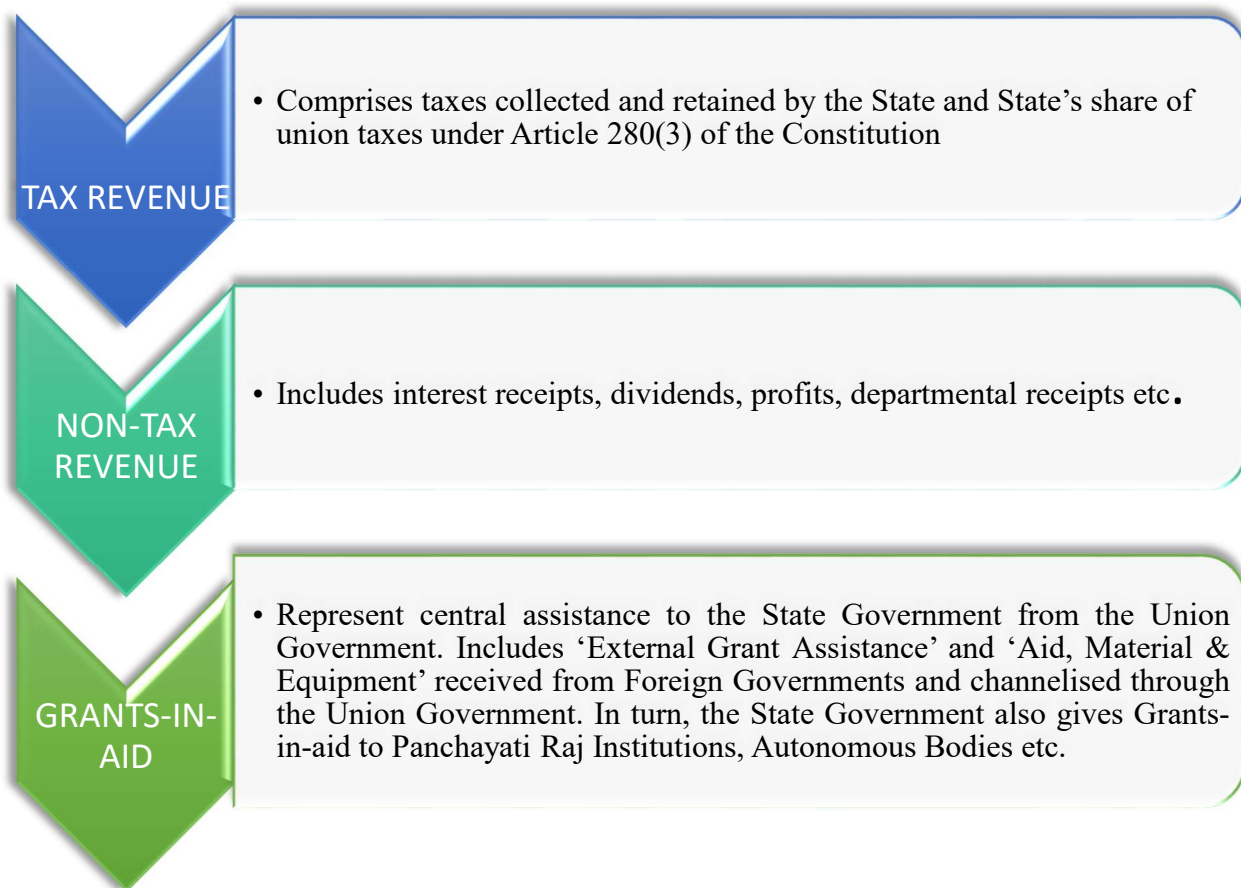 TAX REVENUE
• Comprises taxes collected and retained by the State and State’s share of
union taxes under Article 280(3) of the Constitution
NON-TAX
REVENUE
• Includes interest receipts, dividends, profits, departmental receipts etc.
GRANTS-IN-
AID
• Represent central assistance to the State Government from the Union
Government. Includes ‘External Grant Assistance’ and ‘Aid, Material &
Equipment’ received from Foreign Governments and channelised through
the Union Government. In turn, the State Government also gives Grants-
in-aid to Panchayati Raj Institutions, Autonomous Bodies etc.